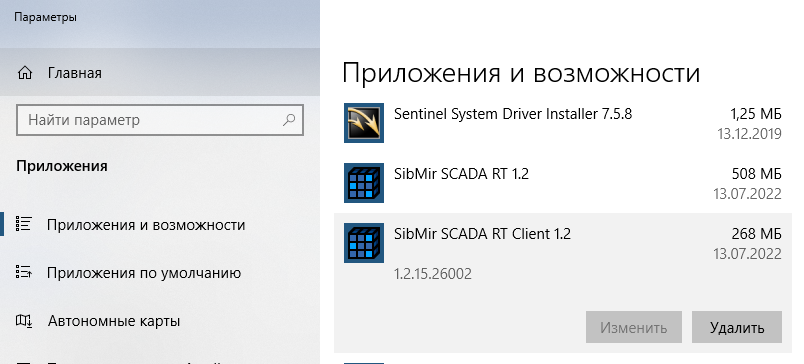 Параметры
Главная
Найти параметр
Приложения
Приложения и возможности
Приложения по умолчанию
Автономные карты
Приложения и возможности
Sentinel System Driver Installer 7.5.8 1,25 МБ
13.12.2019
SibMir SCADA RT 1.2 508 МБ
13.07.2022
SibMir SCADA RT Client 1.2 268 МБ
13.07.2022
1.2.15.26002
Изменить Удалить